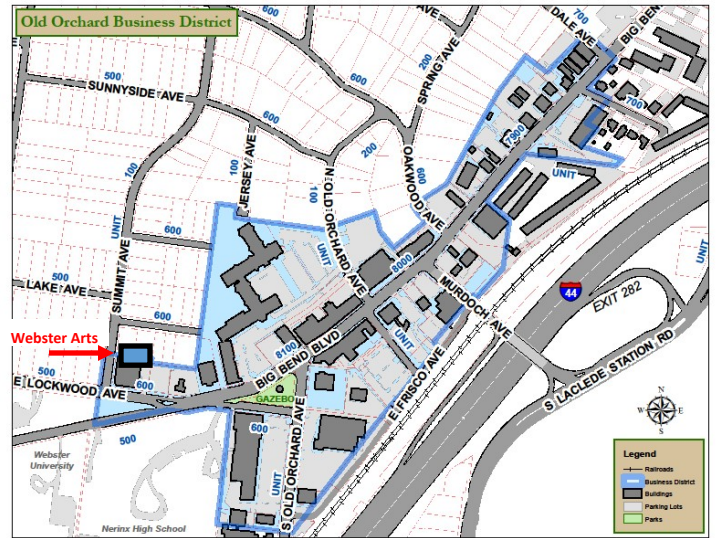 Old Orchard Business District
700
DALE AVE
BIG BEND
500
SUNNYSIDE AVE
600
600
200
SPRING AVE
7900
700
UNIT
100
100
JERSEY AVE
200
N OLD ORCHARD AVE
100
600
OAKWOOD AVE
UNIT
600
UNIT
8000
UNIT
SUMMIT AVE
500
LAKE AVE
600
MURDOCH AVE
44
EXIT 282
Webster Arts
8100
BIG BEND BLVD
S LACLEDE STATION RD
500
E LOCKWOOD AVE
600
GAZEBO
E FRISCO AVE
500
600
S OLD ORCHARD AVE
UNIT
Webster
University
Nerinx High School
N
W
E
S
Legend
Railroads
Business District
Buildings
Parking Lots
Parks